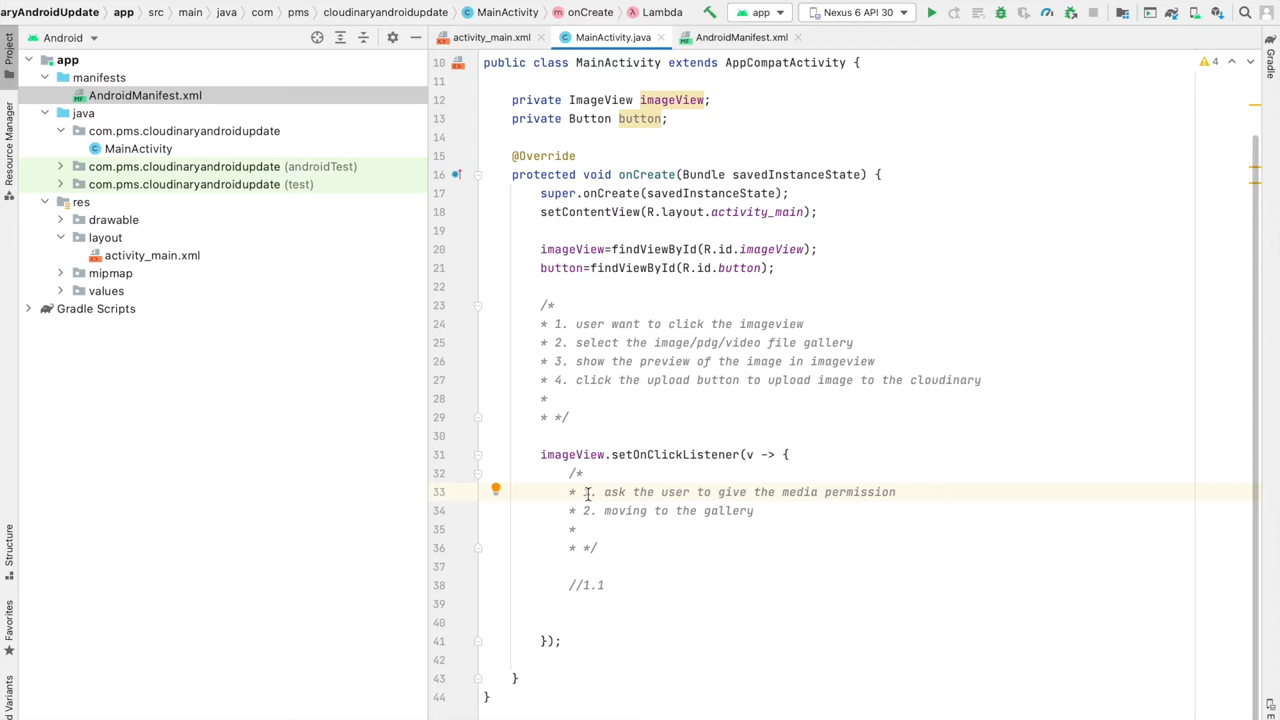 aryAndroidUpdate app src main java com pms cloudinaryandroidupdate MainActivity onCreate Lambda app Nexus 6 API 30
Android
activity_main.xml MainActivity.java AndroidManifest.xml
Project
Resource Manager
Structure
Favorites
d Variants
Gradle
app
manifests
AndroidManifest.xml
java
com.pms.cloudinaryandroidupdate
MainActivity
com.pms.cloudinaryandroidupdate (androidTest)
com.pms.cloudinaryandroidupdate (test)
res
drawable
layout
activity_main.xml
mipmap
values
Gradle Scripts
4
10 public class MainActivity extends AppCompatActivity {
11
12 private ImageView imageView;
13 private Button button;
14
15 @Override
16 protected void onCreate(Bundle savedInstanceState) {
17 super.onCreate(savedInstanceState);
18 setContentView(R.layout.activity_main);
19
20 imageView=findViewById(R.id.imageView);
21 button=findViewById(R.id.button);
22
23 /*
24 * 1. user want to click the imageview
25 * 2. select the image/pdg/video file gallery
26 * 3. show the preview of the image in imageview
27 * 4. click the upload button to upload image to the cloudinary
28 *
29 * */
30
31 imageView.setOnClickListener(v -> {
32 /*
33 * 1. ask the user to give the media permission
34 * 2. moving to the gallery
35 *
36 * */
37
38 //1.1
39
40
41 });
42
43 }
44 }